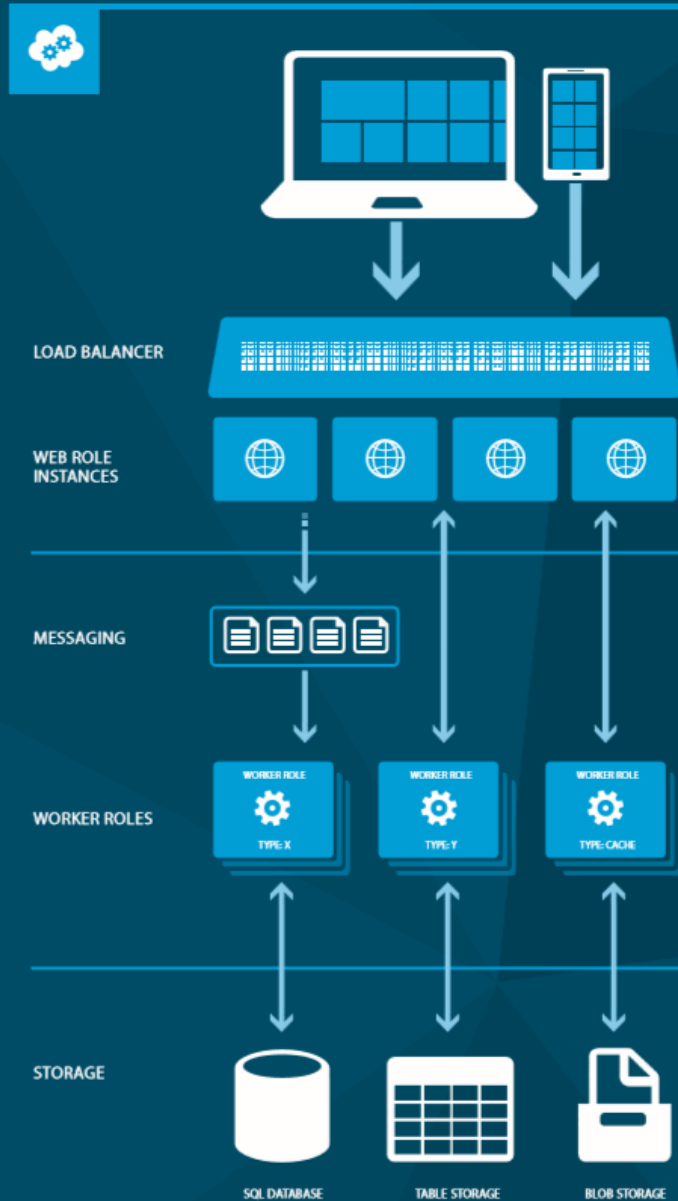 LOAD BALANCER
WEB ROLE
INSTANCES
MESSAGING
WORKER ROLES
WORKER ROLE
TYPE: X
WORKER ROLE
TYPE: Y
WORKER ROLE
TYPE: CACHE
STORAGE
SQL DATABASE
TABLE STORAGE
BLOB STORAGE